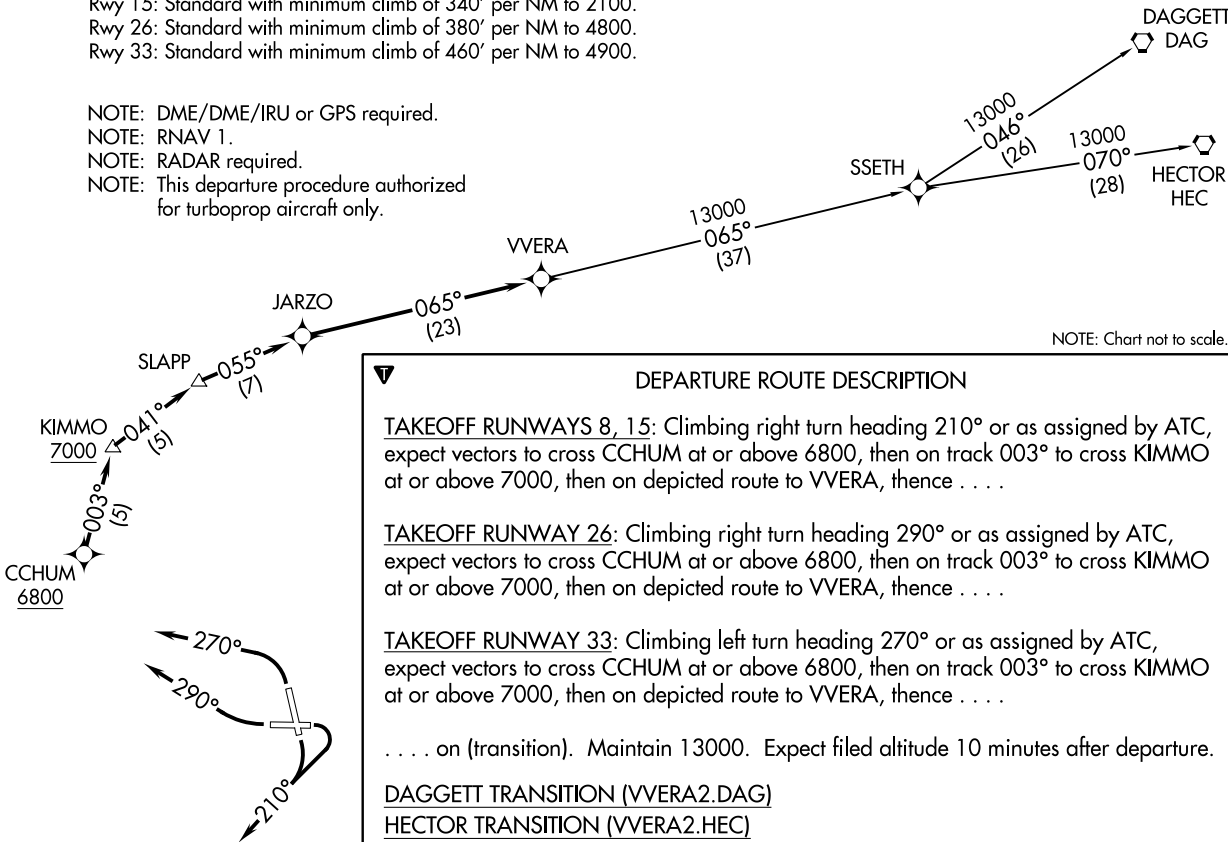 Rwy 15: Standard with minimum climb of 340' per NM to 2100.
Rwy 26: Standard with minimum climb of 380' per NM to 4800.
Rwy 33: Standard with minimum climb of 460' per NM to 4900.
NOTE: DME/DME/IRU or GPS required.
NOTE: RNAV 1.
NOTE: RADAR required.
NOTE: This departure procedure authorized
for turboprop aircraft only.
DAGGETT
DAG
13000
046°
(26)
13000
070°
(28)
HECTOR
HEC
SSETH
13000
065°
(37)
VVERA
065°
(23)
JARZO
055°
(7)
SLAPP
041°
(5)
KIMMO
7000
003°
(5)
CCHUM
6800
270°
290°
210°
NOTE: Chart not to scale.
T
DEPARTURE ROUTE DESCRIPTION
TAKEOFF RUNWAYS 8, 15: Climbing right turn heading 210° or as assigned by ATC,
expect vectors to cross CCHUM at or above 6800, then on track 003° to cross KIMMO
at or above 7000, then on depicted route to VVERA, thence . . . .
TAKEOFF RUNWAY 26: Climbing right turn heading 290° or as assigned by ATC,
expect vectors to cross CCHUM at or above 6800, then on track 003° to cross KIMMO
at or above 7000, then on depicted route to VVERA, thence . . . .
TAKEOFF RUNWAY 33: Climbing left turn heading 270° or as assigned by ATC,
expect vectors to cross CCHUM at or above 6800, then on track 003° to cross KIMMO
at or above 7000, then on depicted route to VVERA, thence . . . .
. . . . on (transition). Maintain 13000. Expect filed altitude 10 minutes after departure.
DAGGETT TRANSITION (VVERA2.DAG)
HECTOR TRANSITION (VVERA2.HEC)